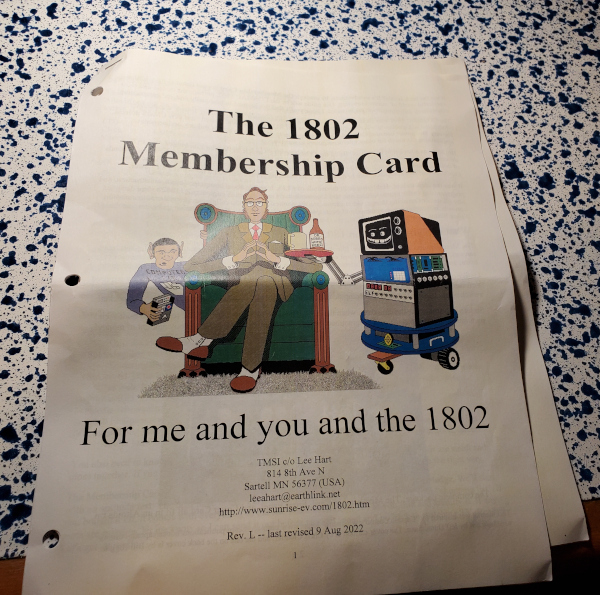 The 1802
Membership Card
For me and you and the 1802
TMSI c/o Lee Hart
814 8th Ave N
Sartell MN 56377 (USA)
leeahart@earthlink.net
http://www.sunrise-ev.com/1802.htm
Rev. L -- last revised 9 Aug 2022
1